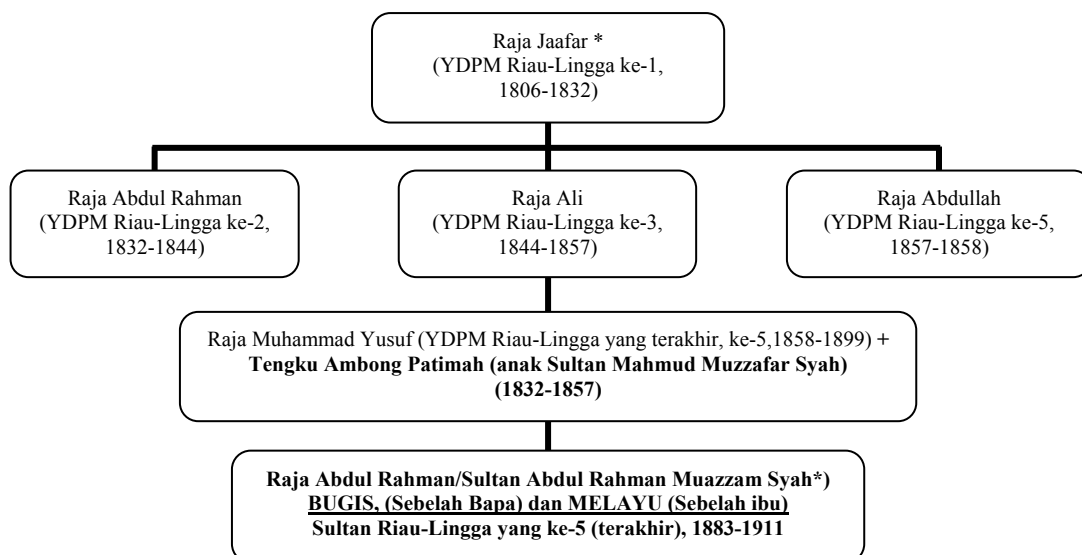 Raja Jaafar *
(YDPM Riau-Lingga ke-1,
1806-1832)
Raja Abdul Rahman
(YDPM Riau-Lingga ke-2,
1832-1844)
Raja Ali
(YDPM Riau-Lingga ke-3,
1844-1857)
Raja Abdullah
(YDPM Riau-Lingga ke-5,
1857-1858)
Raja Muhammad Yusuf (YDPM Riau-Lingga yang terakhir, ke-5,1858-1899) +
Tengku Ambong Patimah (anak Sultan Mahmud Muzzafar Syah)
(1832-1857)
Raja Abdul Rahman/Sultan Abdul Rahman Muazzam Syah*)
BUGIS, (Sebelah Bapa) dan MELAYU (Sebelah ibu)
Sultan Riau-Lingga yang ke-5 (terakhir), 1883-1911